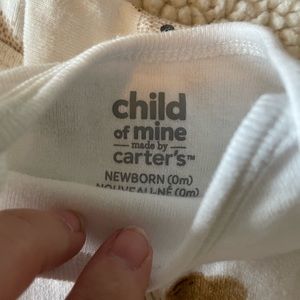 child
of mine
made by
carter's™
NEWBORN (0m)
NOUVEAU-NÉ (0m)